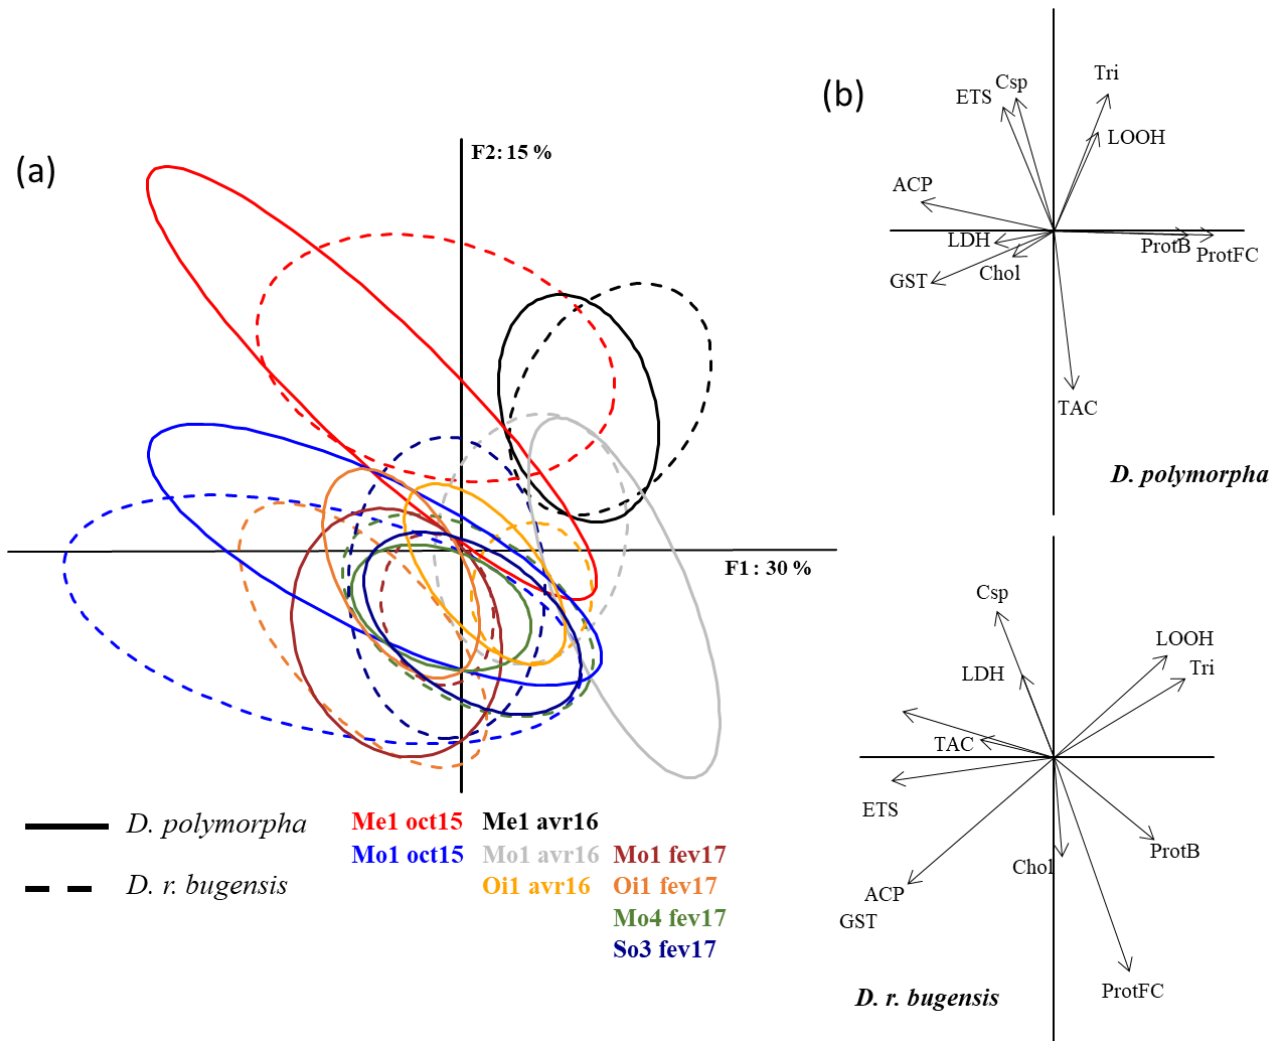 (a)
F2: 15 %
F1 : 30 %
D. polymorpha
D. r. bugensis
Me1 oct15 Me1 avr16
Mo1 oct15 Mo1 avr16 Mo1 fev17
Oi1 avr16 Oi1 fev17
Mo4 fev17
So3 fev17
(b)
Csp
Tri
ETS
LOOH
ACP
LDH
ProtB
ProtFC
GST
Chol
TAC
D. polymorpha
Csp
LOOH
LDH
Tri
TAC
ETS
ProtB
Chol
ACP
GST
ProtFC
D. r. bugensis